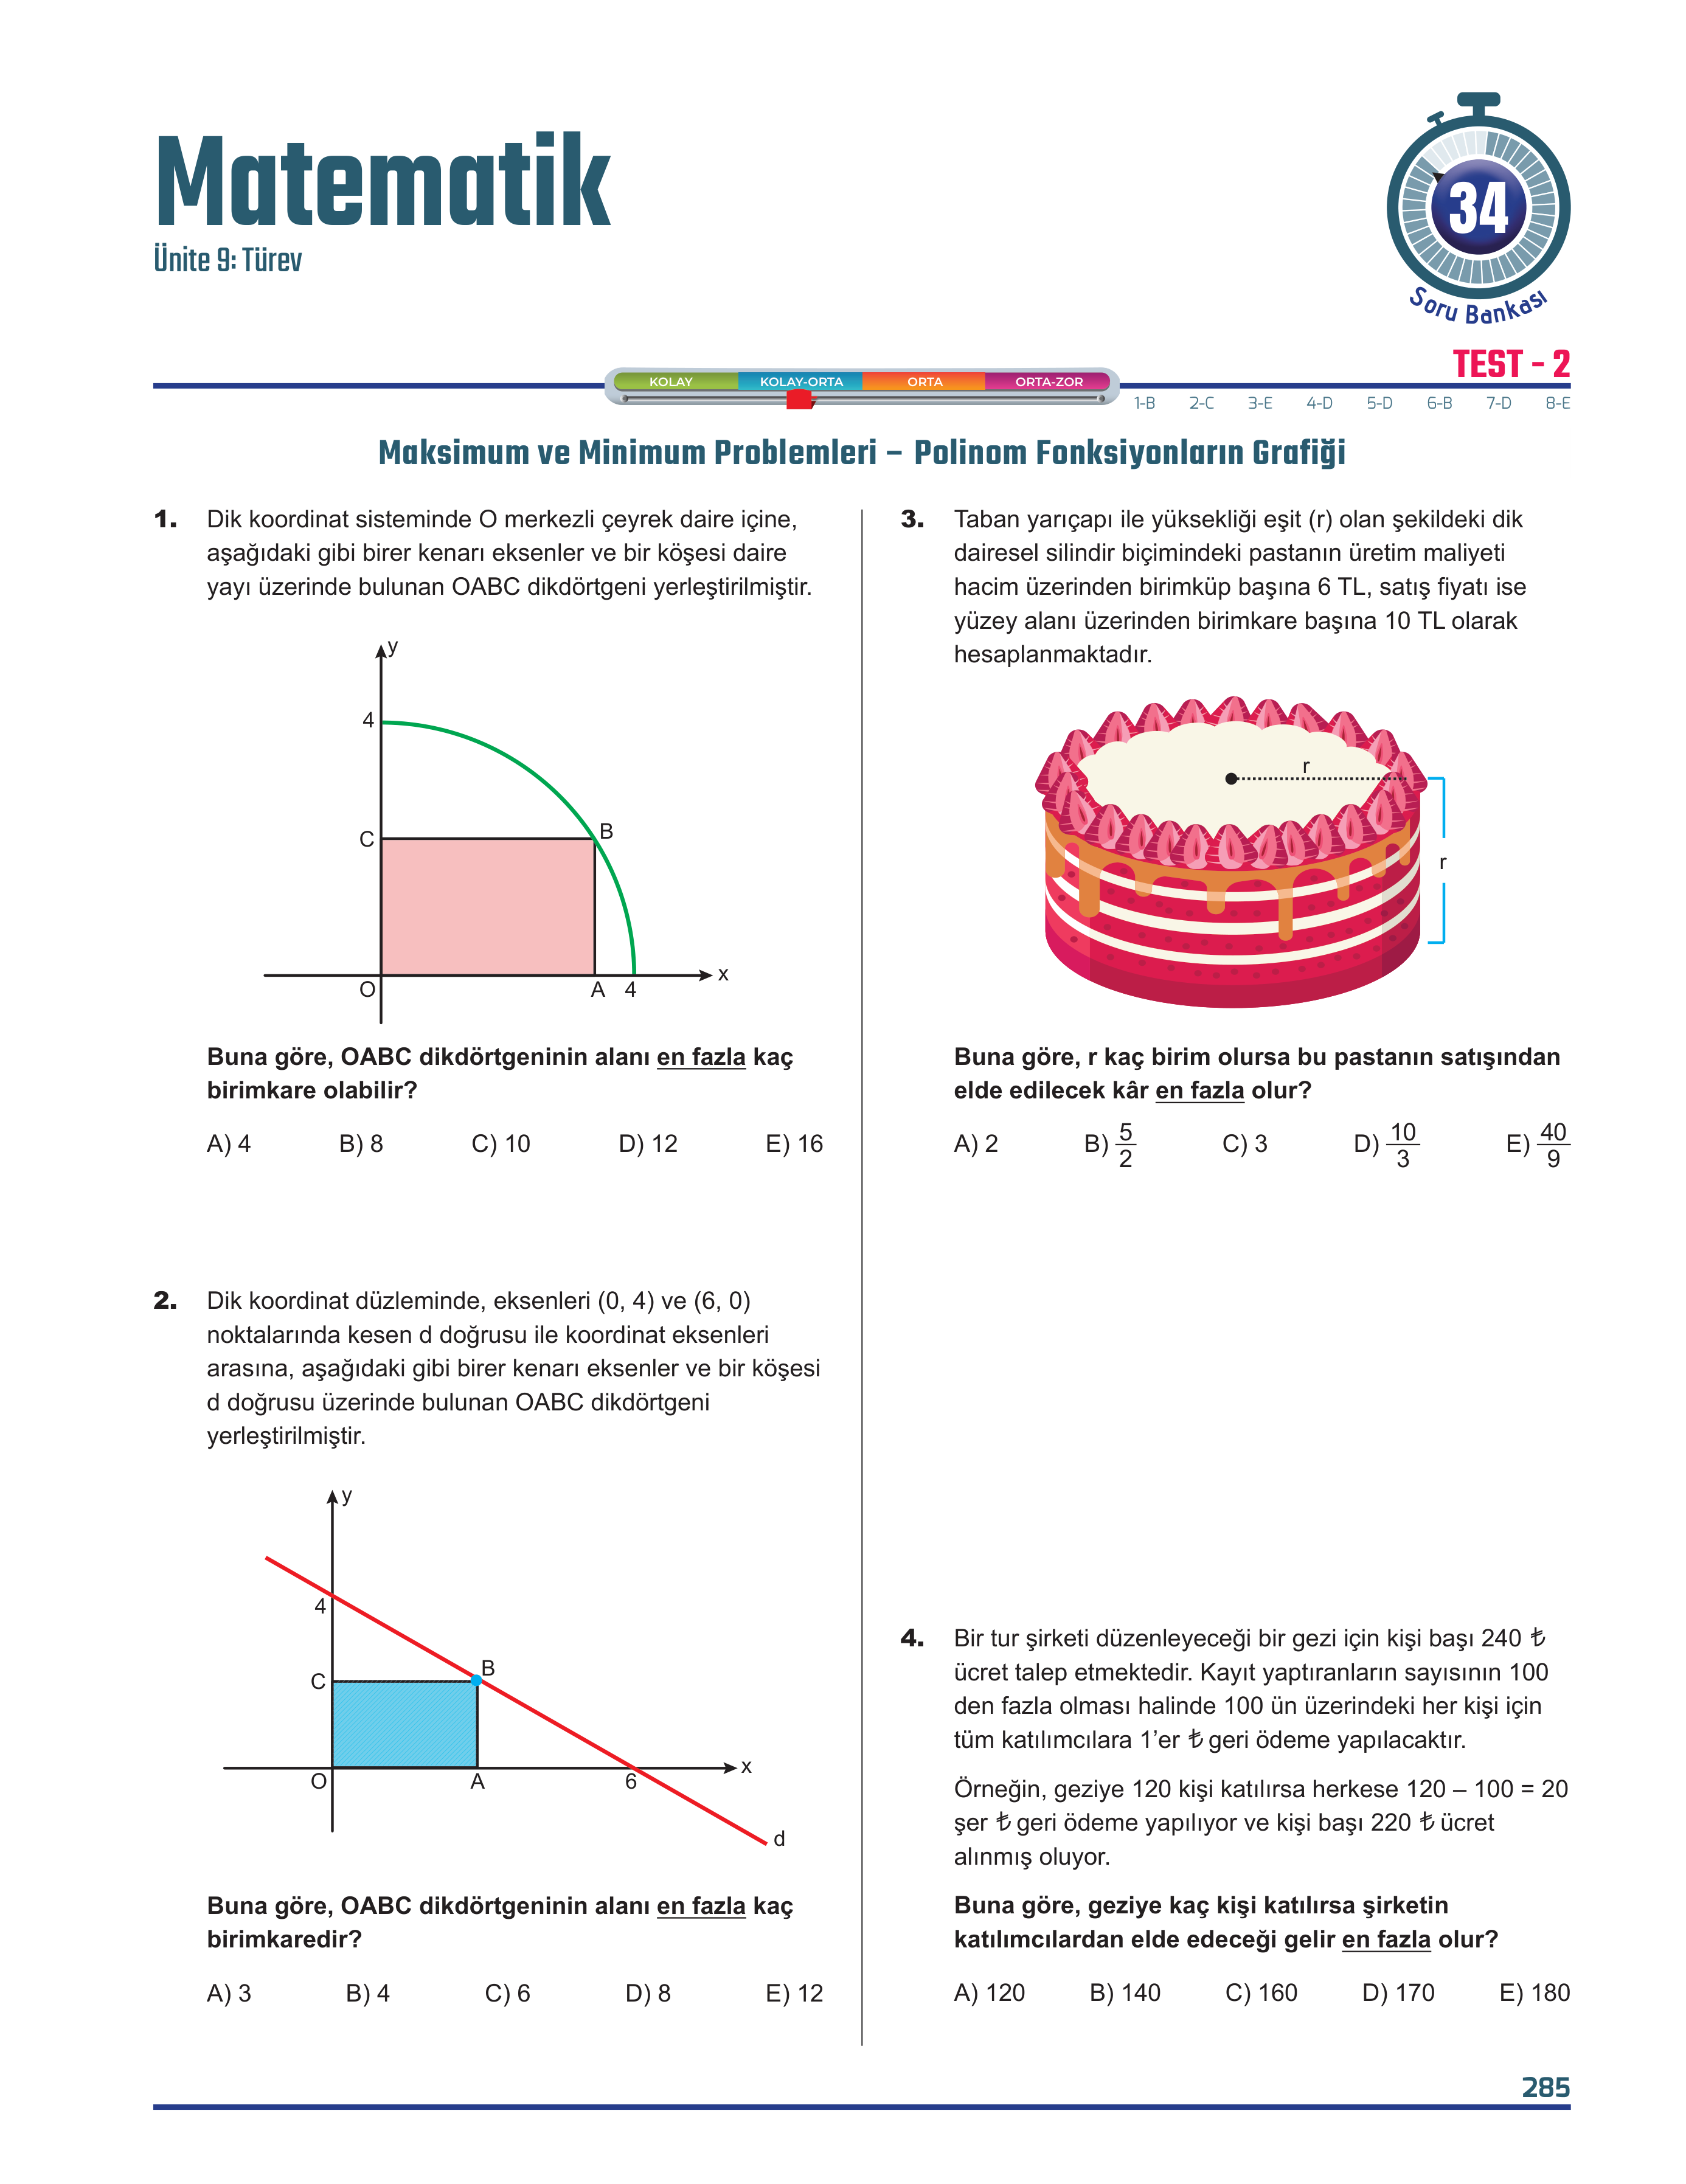 Matematik
Ünite 9: Türev
34
Soru Bankası
TEST - 2
KOLAY KOLAY-ORTA ORTA ORTA-ZOR
1-B 2-C 3-E 4-D 5-D 6-B 7-D 8-E
Maksimum ve Minimum Problemleri – Polinom Fonksiyonların Grafiği
1. Dik koordinat sisteminde O merkezli çeyrek daire içine,
aşağıdaki gibi birer kenarı eksenler ve bir köşesi daire
yayı üzerinde bulunan OABC dikdörtgeni yerleştirilmiştir.
y
4
C
B
O
A
4
x
Buna göre, OABC dikdörtgeninin alanı en fazla kaç
birimkare olabilir?
A) 4 B) 8 C) 10 D) 12 E) 16
2. Dik koordinat düzleminde, eksenleri (0, 4) ve (6, 0)
noktalarında kesen d doğrusu ile koordinat eksenleri
arasına, aşağıdaki gibi birer kenarı eksenler ve bir köşesi
d doğrusu üzerinde bulunan OABC dikdörtgeni
yerleştirilmiştir.
y
4
C
B
O
A
6
x
d
Buna göre, OABC dikdörtgeninin alanı en fazla kaç
birimkaredir?
A) 3 B) 4 C) 6 D) 8 E) 12
3. Taban yarıçapı ile yüksekliği eşit (r) olan şekildeki dik
dairesel silindir biçimindeki pastanın üretim maliyeti
hacim üzerinden birimküp başına 6 TL, satış fiyatı ise
yüzey alanı üzerinden birimkare başına 10 TL olarak
hesaplanmaktadır.
r
r
Buna göre, r kaç birim olursa bu pastanın satışından
elde edilecek kâr en fazla olur?
A) 2 B) 5/2 C) 3 D) 10/3 E) 40/9
4. Bir tur şirketi düzenleyeceği bir gezi için kişi başı 240 ₺
ücret talep etmektedir. Kayıt yaptıranların sayısının 100
den fazla olması halinde 100 ün üzerindeki her kişi için
tüm katılımcılara 1’er ₺ geri ödeme yapılacaktır.
Örneğin, geziye 120 kişi katılırsa herkese 120 – 100 = 20
şer ₺ geri ödeme yapılıyor ve kişi başı 220 ₺ ücret
alınmış oluyor.
Buna göre, geziye kaç kişi katılırsa şirketin
katılımcılardan elde edeceği gelir en fazla olur?
A) 120 B) 140 C) 160 D) 170 E) 180
285